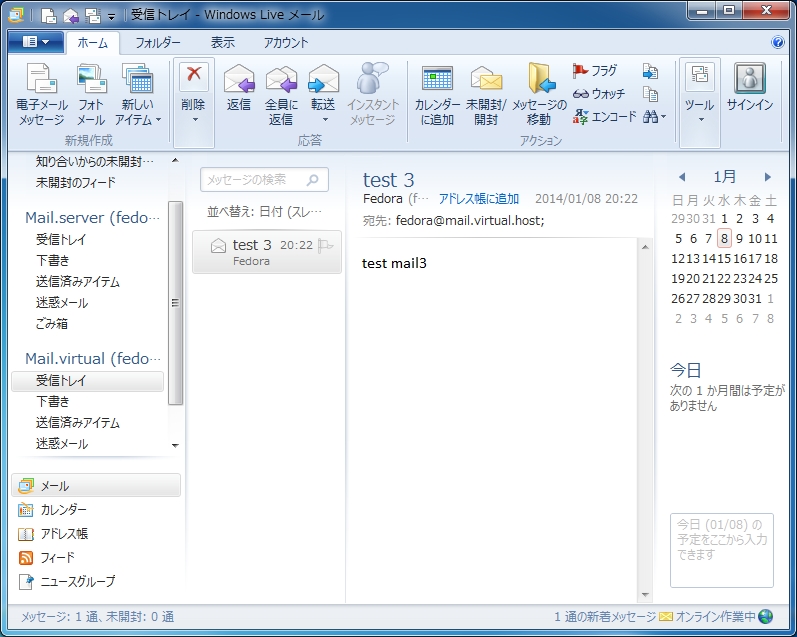 受信トレイ - Windows Live メール
ホーム フォルダー 表示 アカウント
電子メール メッセージ
フォト メール
新しい アイテム
新規作成
削除
返信
全員に 返信
転送
インスタント メッセージ
応答
カレンダー に追加
未開封/ 開封
メッセージの 移動
フラグ
ウォッチ
エンコード
アクション
ツール
サインイン
知り合いからの未開封…
未開封のフィード
Mail.server (fedo…
受信トレイ
下書き
送信済みアイテム
迷惑メール
ごみ箱
Mail.virtual (fedo…
受信トレイ
下書き
送信済みアイテム
迷惑メール
メール
カレンダー
アドレス帳
フィード
ニュースグループ
メッセージの検索
並べ替え: 日付 (スレ…
test 3 20:22
Fedora
test 3
Fedora (f… アドレス帳に追加 2014/01/08 20:22
宛先: fedora@mail.virtual.host;
test mail3
1月
日 月 火 水 木 金 土
29 30 31 1 2 3 4
5 6 7 8 9 10 11
12 13 14 15 16 17 18
19 20 21 22 23 24 25
26 27 28 29 30 31 1
2 3 4 5 6 7 8
今日
次の 1 か月間は予定が
ありません
今日 (01/08) の
予定をここから入力
できます
メッセージ: 1 通、未開封: 0 通
1 通の新着メッセージ オンライン作業中